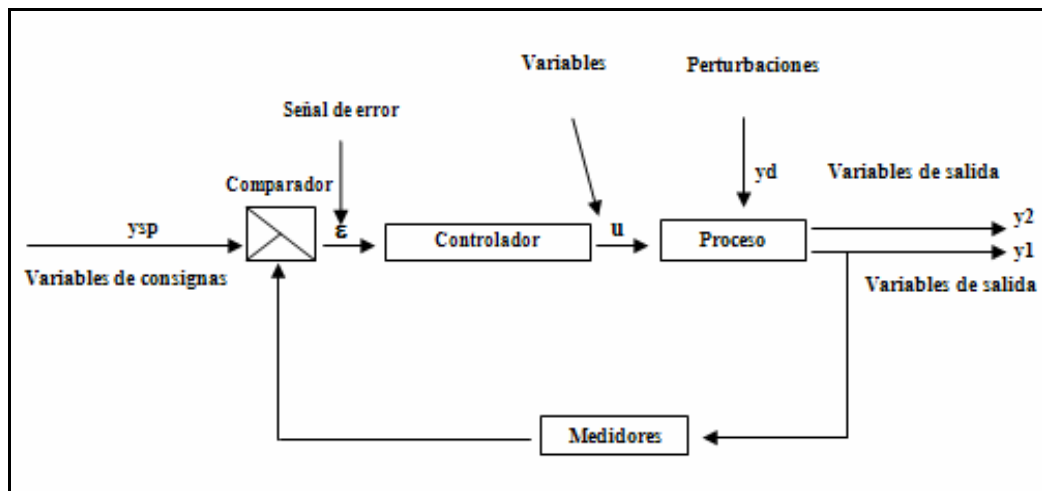 Variables
Perturbaciones
Señal de error
Comparador
yd
Variables de salida
ysp
ε
Controlador
u
Proceso
y2
y1
Variables de consignas
Variables de salida
Medidores